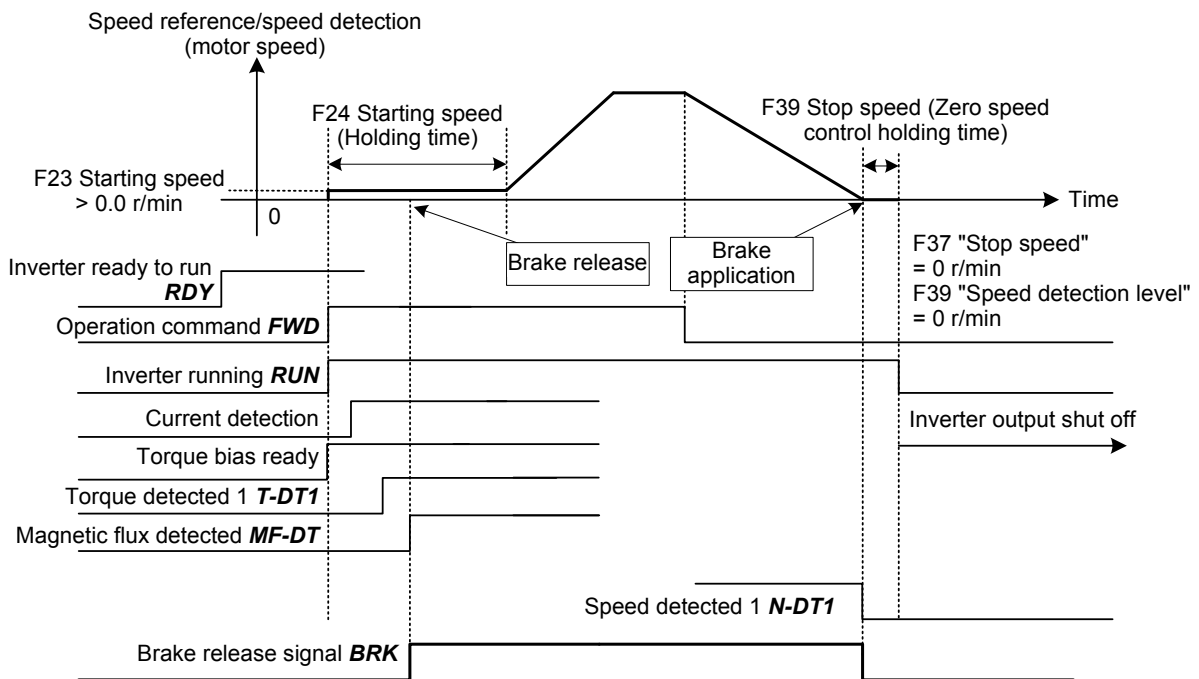 Speed reference/speed detection
(motor speed)
F24 Starting speed
(Holding time)
F39 Stop speed (Zero speed
control holding time)
F23 Starting speed
> 0.0 r/min
0
Time
Brake release
Brake
application
F37 "Stop speed"
= 0 r/min
F39 "Speed detection level"
= 0 r/min
Inverter ready to run
RDY
Operation command FWD
Inverter running RUN
Current detection
Inverter output shut off
Torque bias ready
Torque detected 1 T-DT1
Magnetic flux detected MF-DT
Speed detected 1 N-DT1
Brake release signal BRK